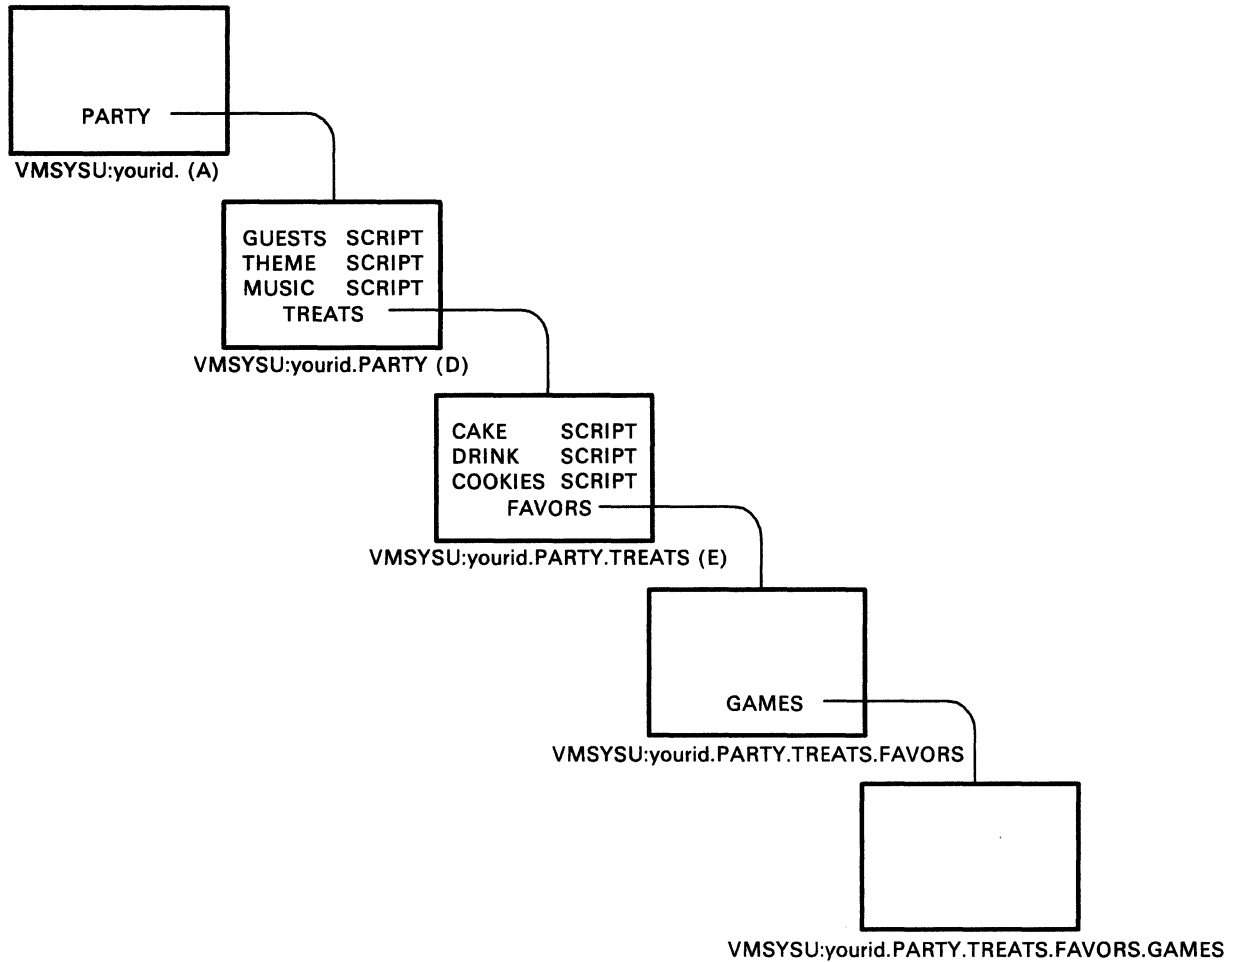 PARTY
VMSYSU:yourid. (A)
GUESTS SCRIPT
THEME SCRIPT
MUSIC SCRIPT
TREATS
VMSYSU:yourid.PARTY (D)
CAKE SCRIPT
DRINK SCRIPT
COOKIES SCRIPT
FAVORS
VMSYSU:yourid.PARTY.TREATS (E)
GAMES
VMSYSU:yourid.PARTY.TREATS.FAVORS
VMSYSU:yourid.PARTY.TREATS.FAVORS.GAMES